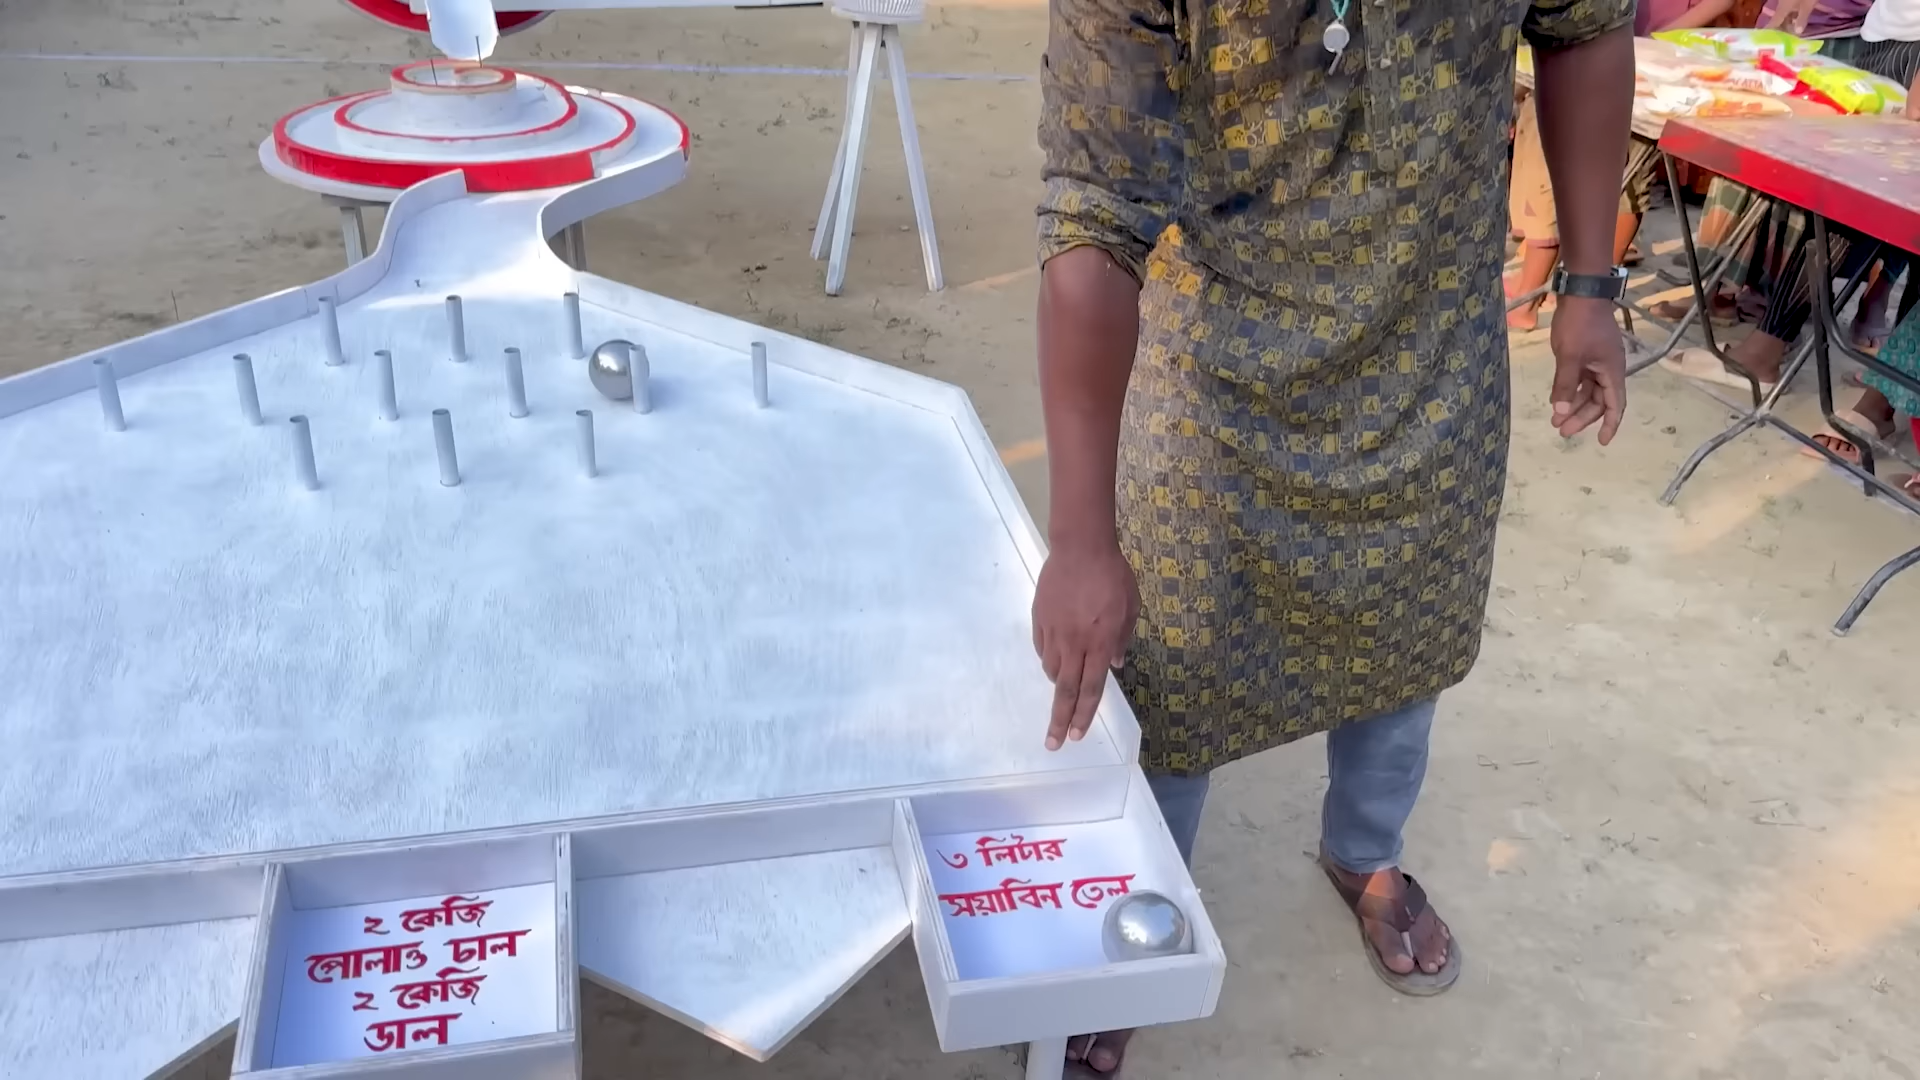 ২ কেজি
পোলাও চাল
২ কেজি
ডাল
৩ লিটার
সয়াবিন তেল